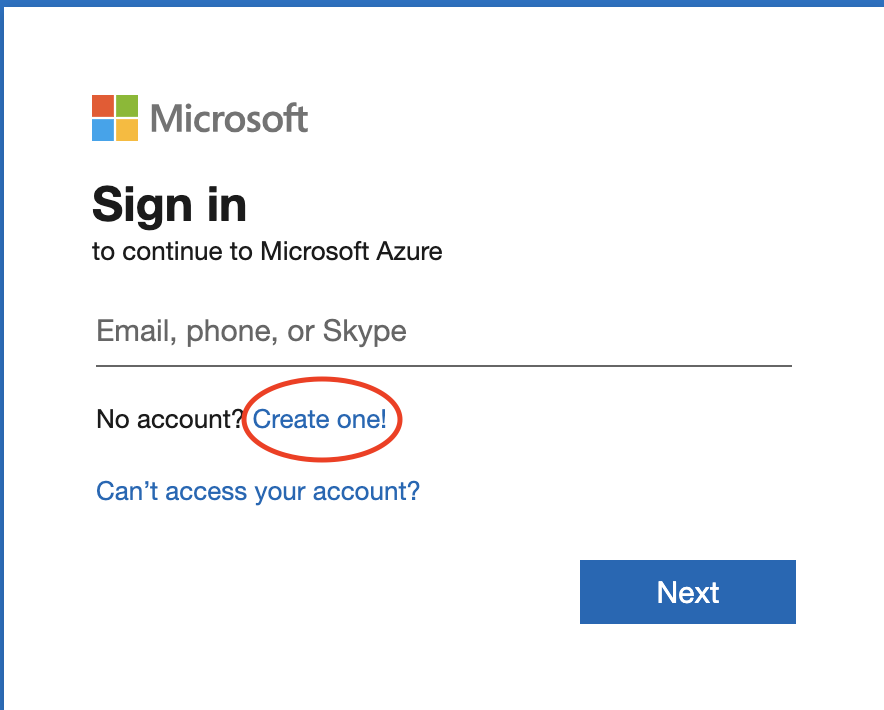 Microsoft
Sign in
to continue to Microsoft Azure
Email, phone, or Skype
No account? Create one!
Can’t access your account?
Next